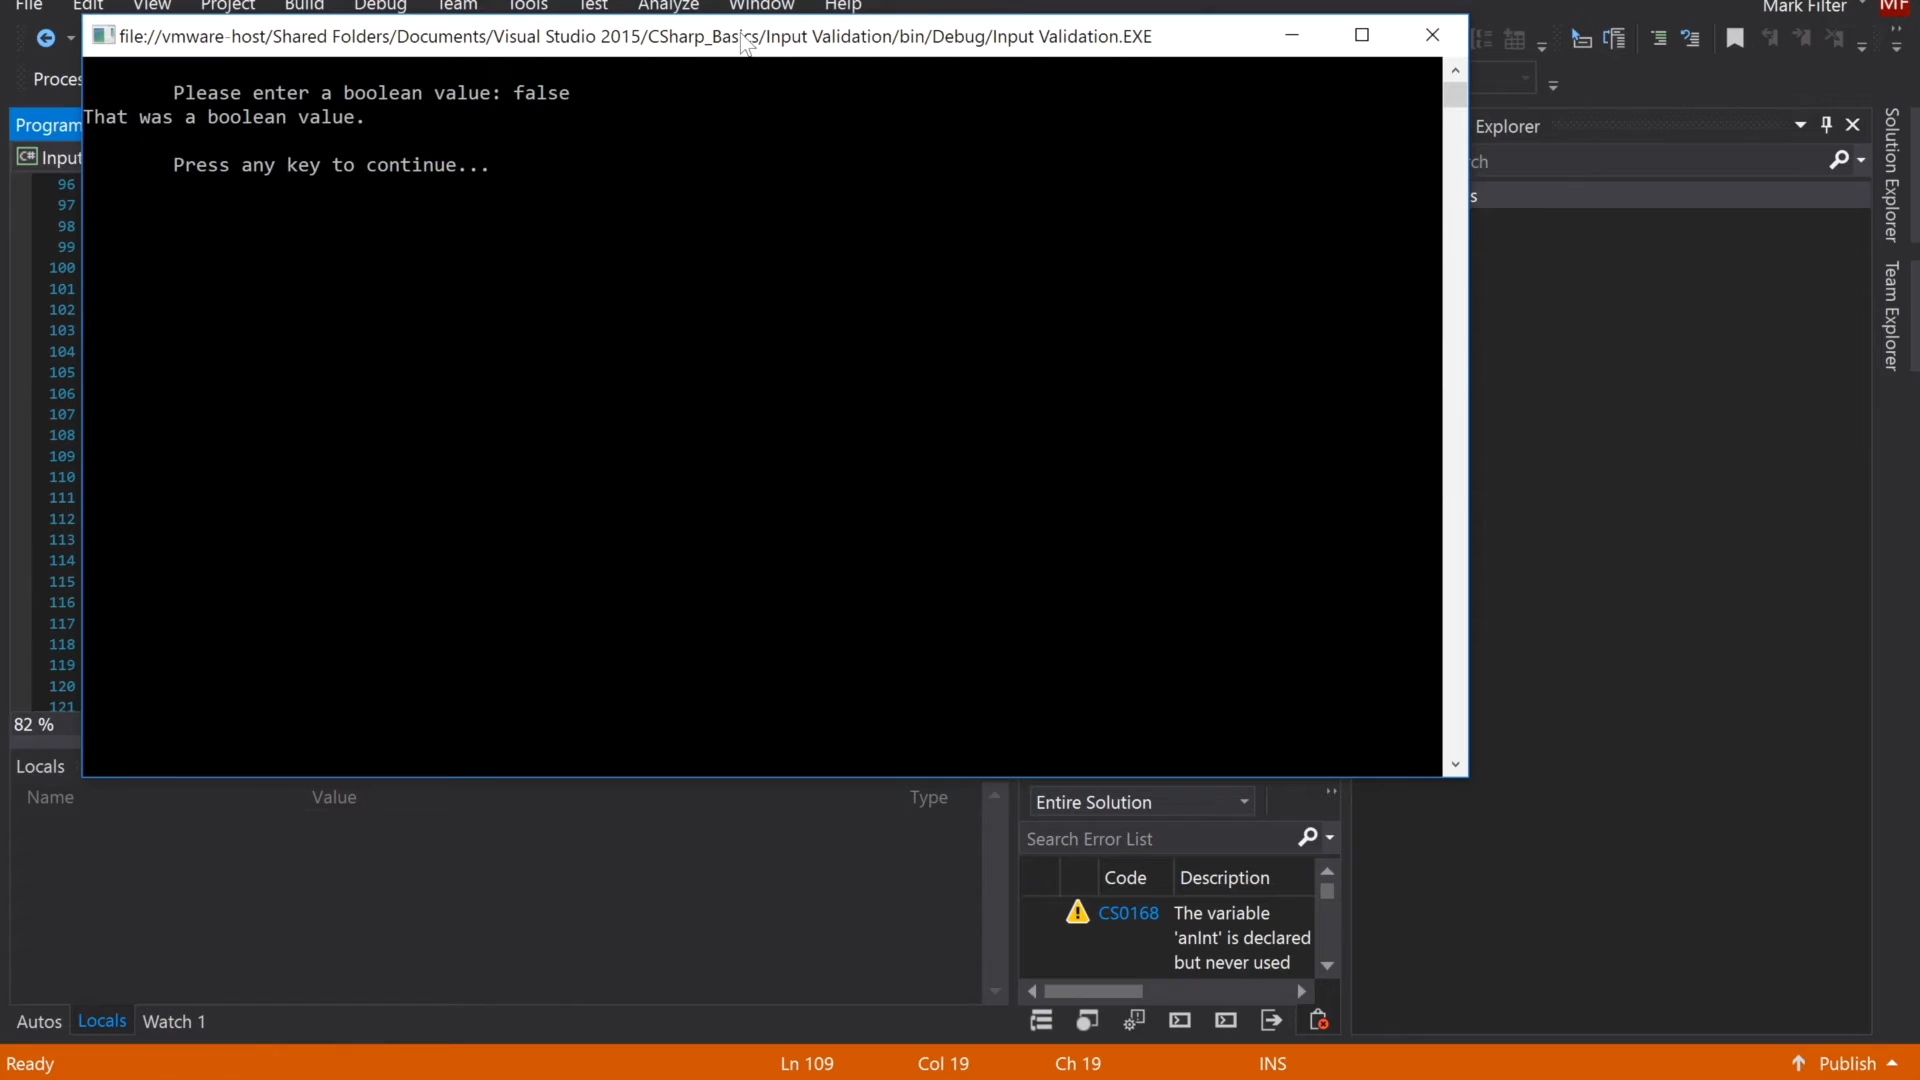 File Edit View Project Build Debug Team Tools Test Analyze Window Help
Mark Filter MF
file://vmware-host/Shared Folders/Documents/Visual Studio 2015/CSharp_Basics/Input Validation/bin/Debug/Input Validation.EXE
Proces
Please enter a boolean value: false
That was a boolean value.
Press any key to continue...
Program
Input
Explorer
rch
s
Solution Explorer
Team Explorer
96
97
98
99
100
101
102
103
104
105
106
107
108
109
110
111
112
113
114
115
116
117
118
119
120
121
82 %
Locals
Name Value Type
Entire Solution
Search Error List
Code Description
CS0168 The variable
'anInt' is declared
but never used
Autos Locals Watch 1
Ready Ln 109 Col 19 Ch 19 INS Publish